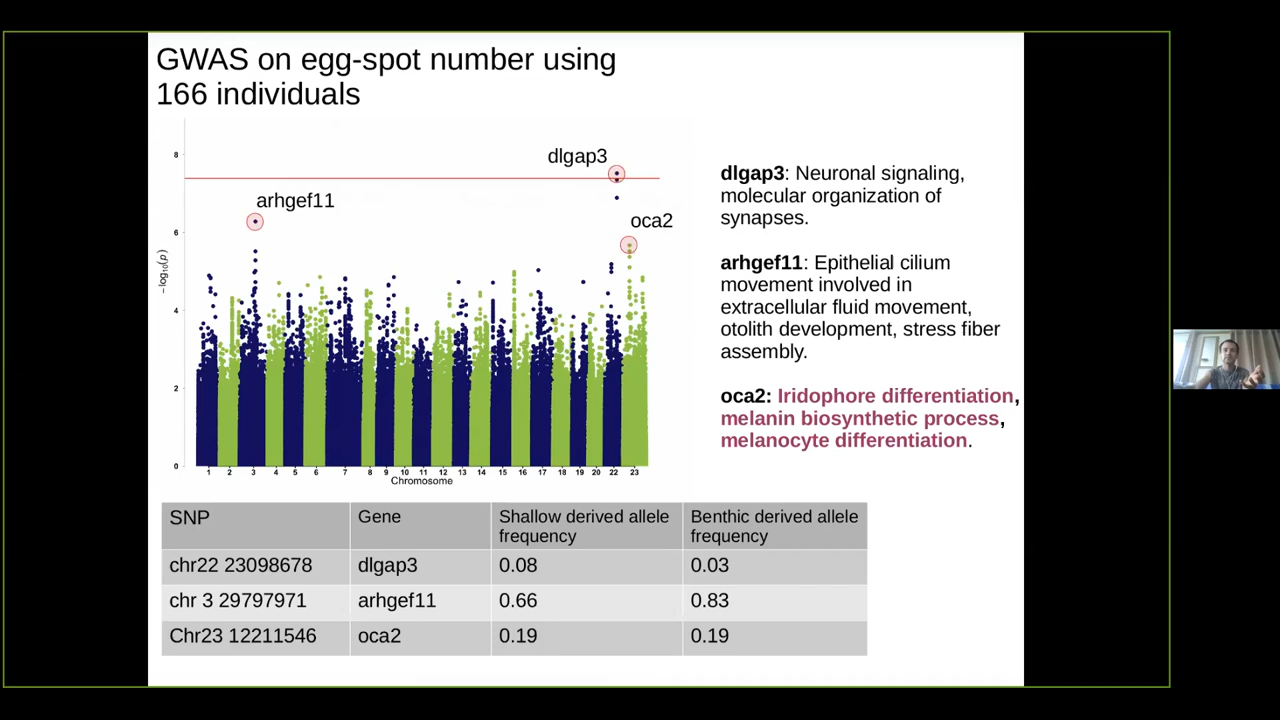 GWAS on egg-spot number using
166 individuals
8
6
4
2
0
−log₁₀(p)
dlgap3
arhgef11
oca2
1 2 3 4 5 6 7 8 9 10 11 12 13 14 15 16 17 18 19 20 22 23
Chromosome
dlgap3: Neuronal signaling,
molecular organization of
synapses.
arhgef11: Epithelial cilium
movement involved in
extracellular fluid movement,
otolith development, stress fiber
assembly.
oca2: Iridophore differentiation,
melanin biosynthetic process,
melanocyte differentiation.
SNP Gene Shallow derived allele Benthic derived allele
frequency frequency
chr22 23098678 dlgap3 0.08 0.03
chr 3 29797971 arhgef11 0.66 0.83
Chr23 12211546 oca2 0.19 0.19